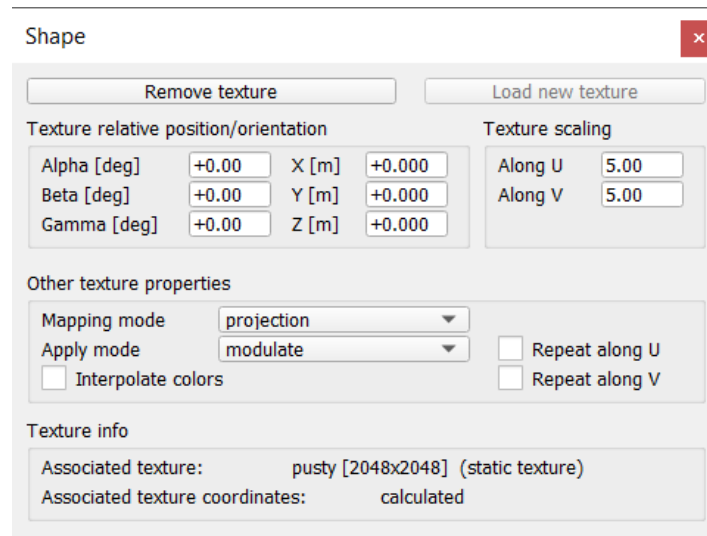 Shape
Remove texture Load new texture
Texture relative position/orientation Texture scaling
Alpha [deg] +0.00 X [m] +0.000 Along U 5.00
Beta [deg] +0.00 Y [m] +0.000 Along V 5.00
Gamma [deg] +0.00 Z [m] +0.000
Other texture properties
Mapping mode projection
Apply mode modulate Repeat along U
Interpolate colors Repeat along V
Texture info
Associated texture: pusty [2048x2048] (static texture)
Associated texture coordinates: calculated